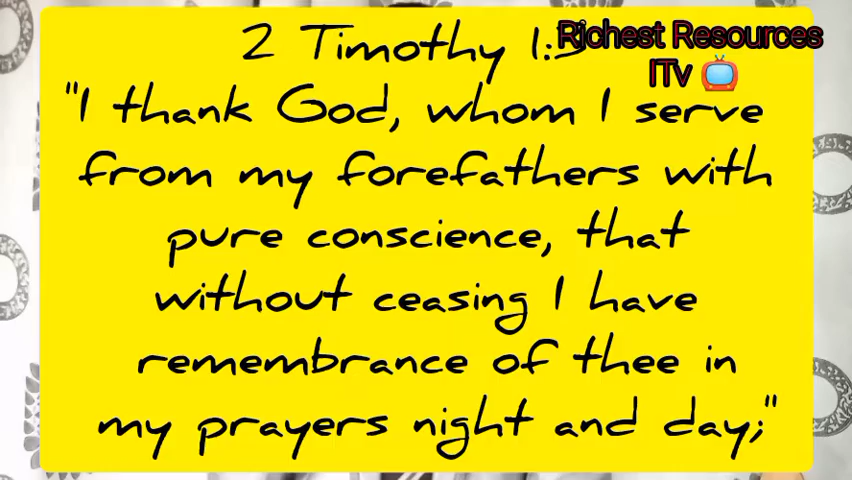 2 Timothy 1:3
Richest Resources
ITv
"I thank God, whom I serve
from my forefathers with
pure conscience, that
without ceasing I have
remembrance of thee in
my prayers night and day;"